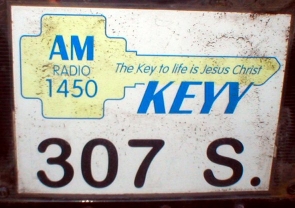 AM
RADIO
1450
The Key to life is Jesus Christ
KEYY
307 S.